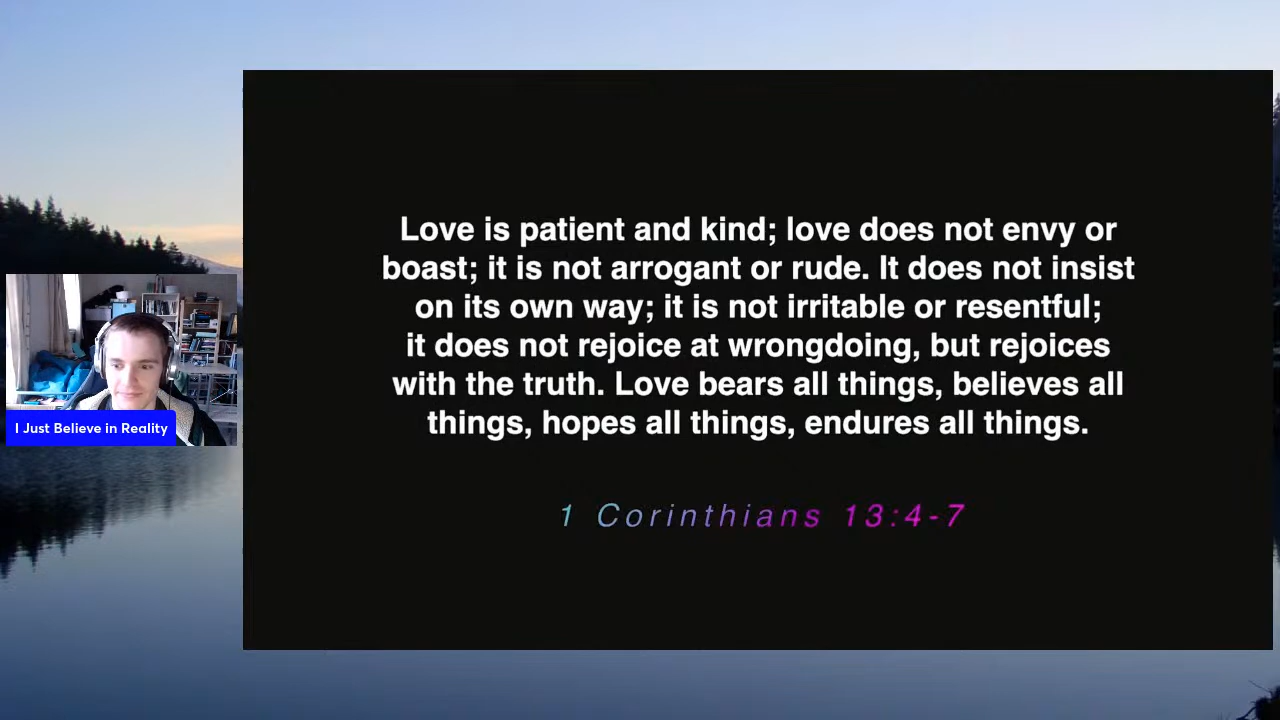 Love is patient and kind; love does not envy or
boast; it is not arrogant or rude. It does not insist
on its own way; it is not irritable or resentful;
it does not rejoice at wrongdoing, but rejoices
with the truth. Love bears all things, believes all
things, hopes all things, endures all things.
1 Corinthians 13:4-7
I Just Believe in Reality